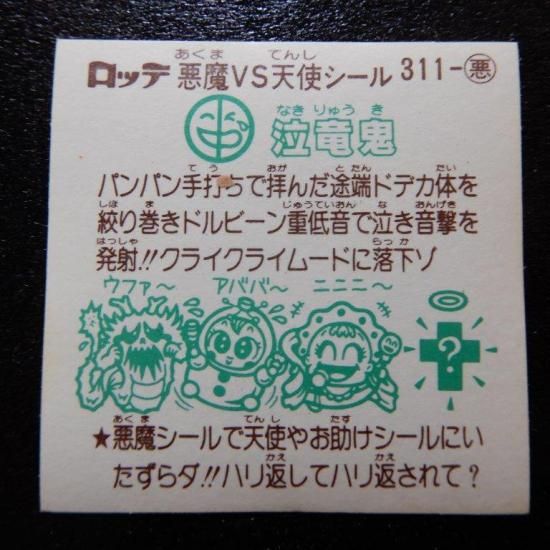 ロッテ 悪魔VS天使シール 311-悪
泣竜鬼
パンパン手打ちで拝んだ途端ドデカ体を
絞り巻きドルビーン重低音で泣き音撃を
発射!!クライクライムードに落下ゾ
ウファ〜 アババ〜 ニニニ〜
?
★悪魔シールで天使やお助けシールにい
たずらダ!!ハリ返してハリ返されて?